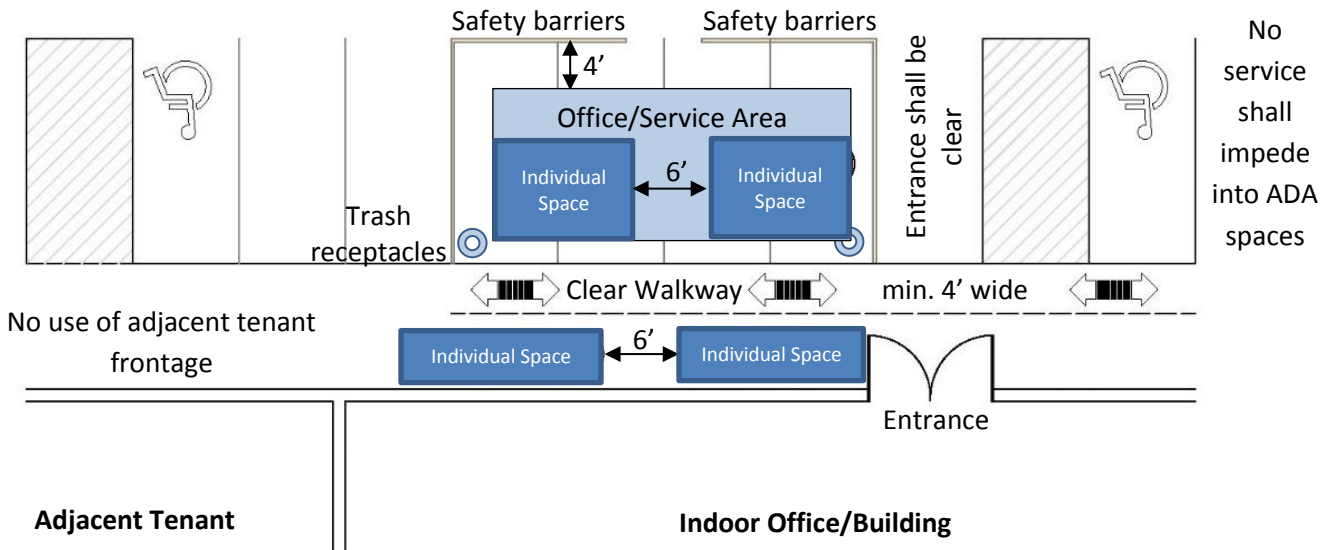 Safety barriers
Safety barriers
4’
Office/Service Area
Individual
Space
6’
Individual
Space
Entrance shall be
clear
No
service
shall
impede
into ADA
spaces
Trash
receptacles
Clear Walkway
min. 4’ wide
No use of adjacent tenant
frontage
Individual Space
6’
Individual Space
Entrance
Adjacent Tenant
Indoor Office/Building